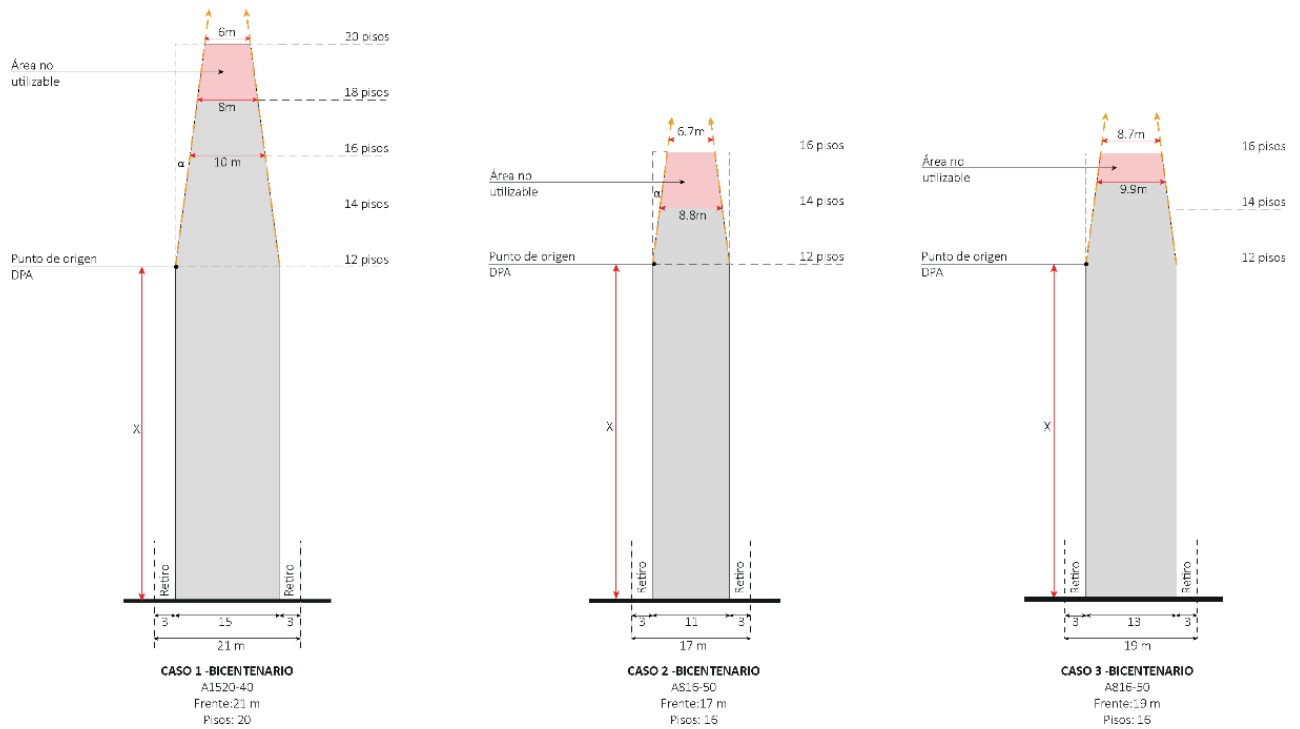 6m
20 pisos
Área no
utilizable
18 pisos
8m
16 pisos
10 m
α
14 pisos
Punto de origen
DPA
12 pisos
X
Retiro
Retiro
3
15
3
21 m
CASO 1 -BICENTENARIO
A1520-40
Frente:21 m
Pisos: 20
6.7m
16 pisos
Área no
utilizable
α
14 pisos
8.8m
Punto de origen
DPA
12 pisos
X
Retiro
Retiro
3
11
3
17 m
CASO 2 -BICENTENARIO
A816-50
Frente:17 m
Pisos: 16
8.7m
16 pisos
Área no
utilizable
9.9m
14 pisos
Punto de origen
DPA
12 pisos
X
Retiro
Retiro
3
13
3
19 m
CASO 3 -BICENTENARIO
A816-50
Frente:19 m
Pisos: 16